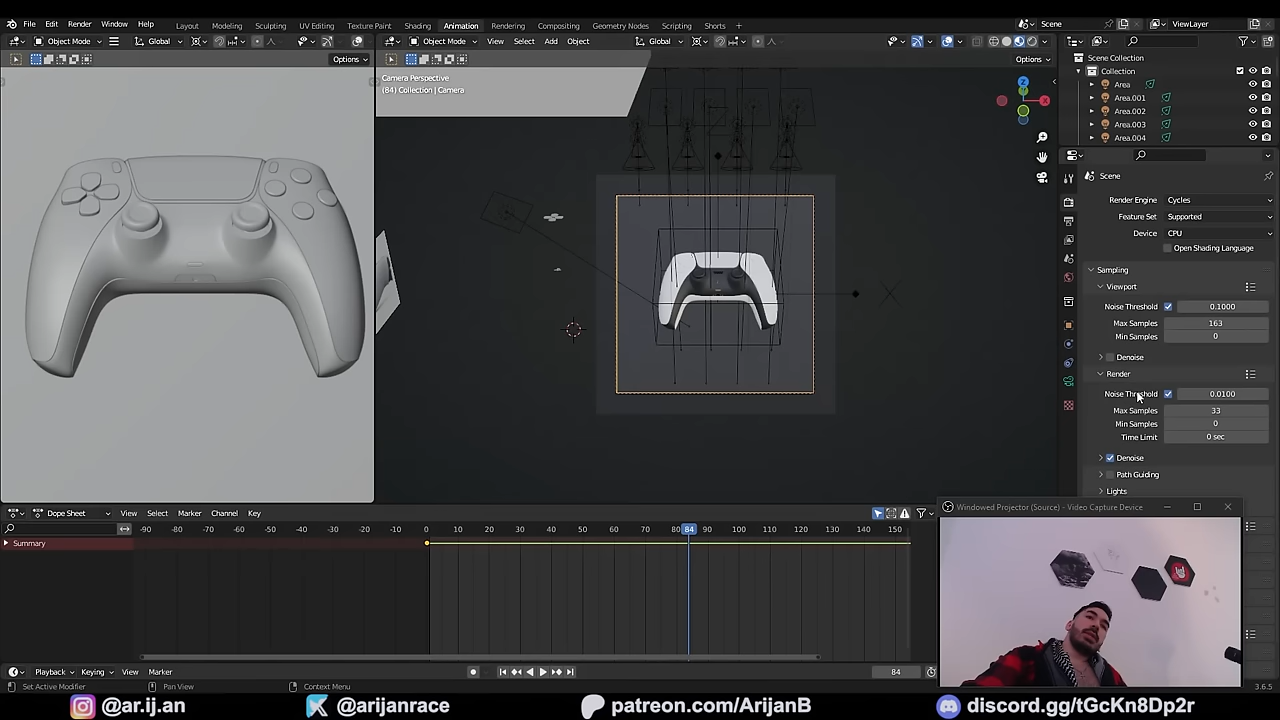 File Edit Render Window Help Layout Modeling Sculpting UV Editing Texture Paint Shading Animation Rendering Compositing Geometry Nodes Scripting Shorts + Scene ViewLayer
Object Mode Global Object Mode View Select Add Object Global
Options Options
Camera Perspective
(84) Collection | Camera
Z
X
Scene Collection
Collection
Area
Area.001
Area.002
Area.003
Area.004
Scene
Render Engine Cycles
Feature Set Supported
Device CPU
Open Shading Language
Sampling
Viewport
Noise Threshold 0.1000
Max Samples 163
Min Samples 0
Denoise
Render
Noise Threshold 0.0100
Max Samples 33
Min Samples 0
Time Limit 0 sec
Denoise
Path Guiding
Lights
Dope Sheet View Select Marker Channel Key
-90 -80 -70 -60 -50 -40 -30 -20 -10 0 10 20 30 40 50 60 70 80 84 90 100 110 120 130 140 150
Summary
Windowed Projector (Source) - Video Capture Device
Playback Keying View Marker 84
Set Active Modifier Pan View Context Menu 3.6.5
@ar.ij.an @arijanrace patreon.com/ArijanB discord.gg/tGcKn8Dp2r